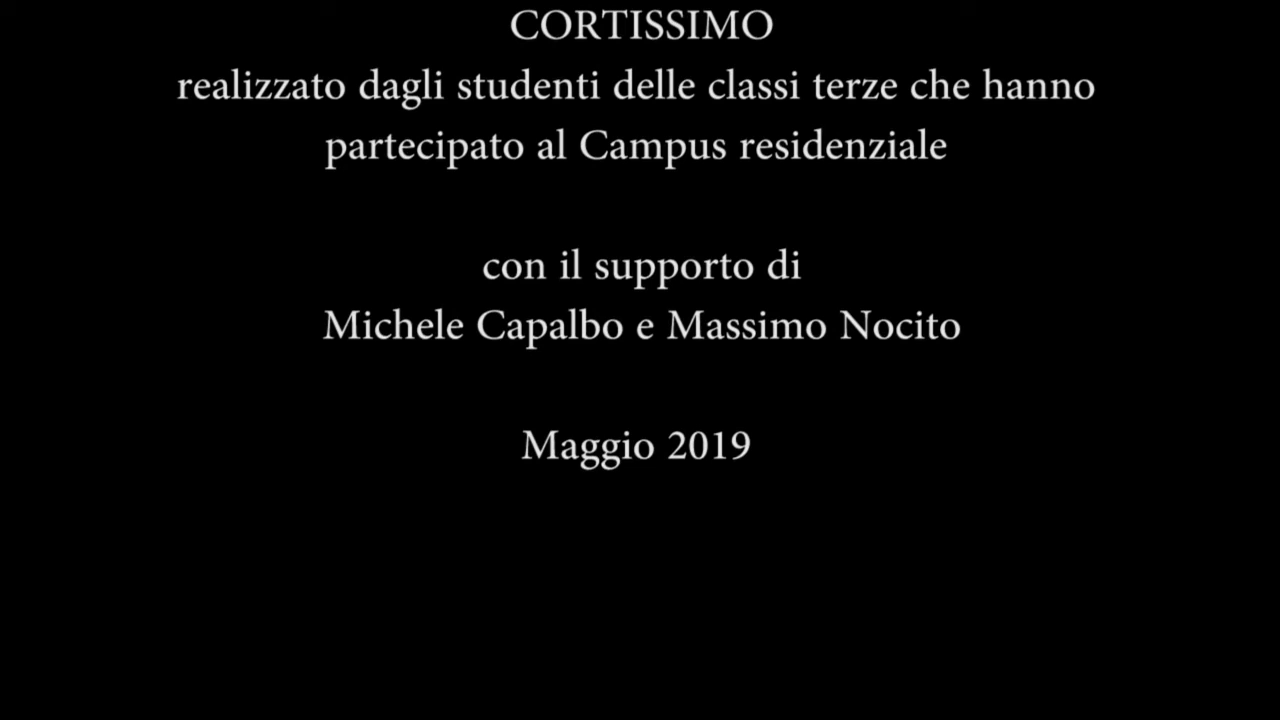 CORTISSIMO
realizzato dagli studenti delle classi terze che hanno
partecipato al Campus residenziale
con il supporto di
Michele Capalbo e Massimo Nocito
Maggio 2019